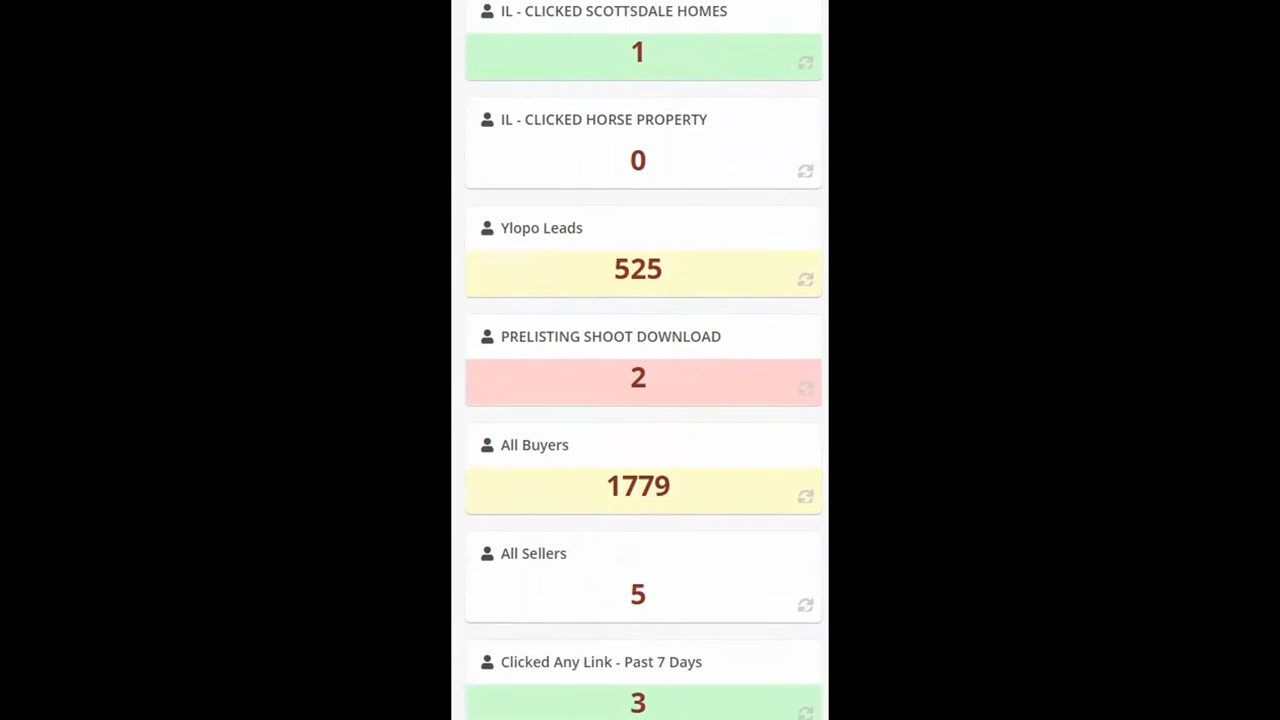 IL - CLICKED SCOTTSDALE HOMES
1
IL - CLICKED HORSE PROPERTY
0
Ylopo Leads
525
PRELISTING SHOOT DOWNLOAD
2
All Buyers
1779
All Sellers
5
Clicked Any Link - Past 7 Days
3